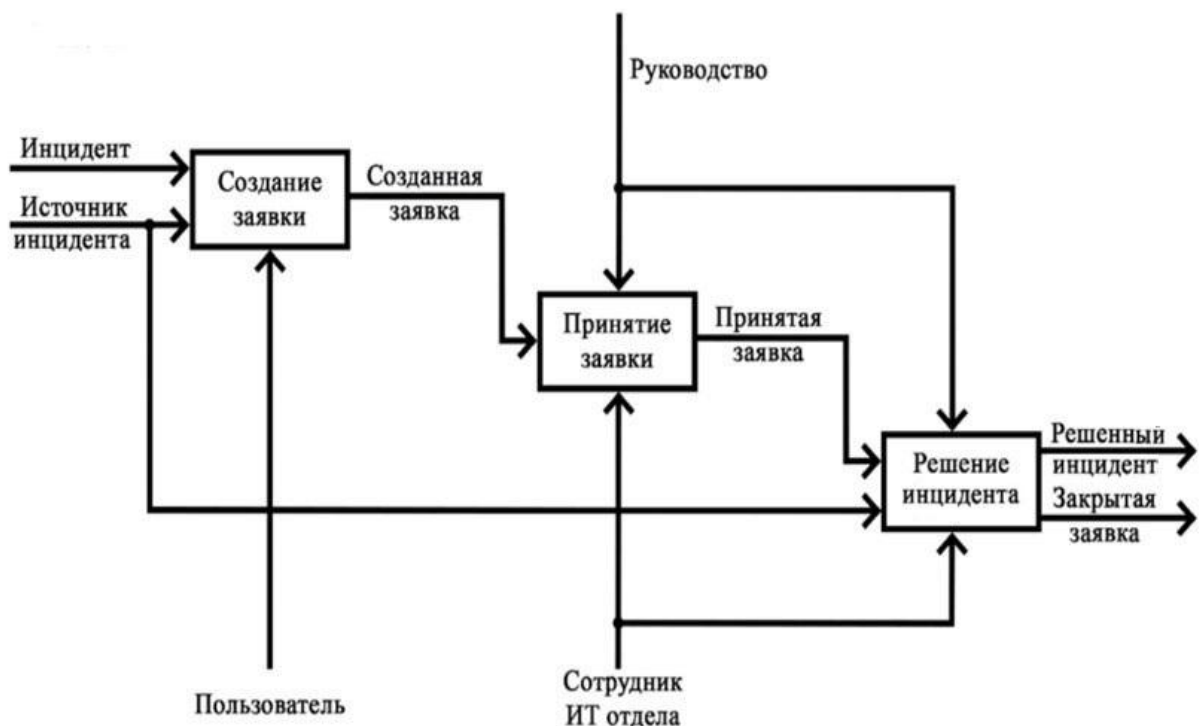 Руководство
Инцидент
Источник
инцидента
Создание
заявки
Созданная
заявка
Принятие
заявки
Принятая
заявка
Решение
инцидента
Решенный
инцидент
Закрытая
заявка
Пользователь
Сотрудник
ИТ отдела